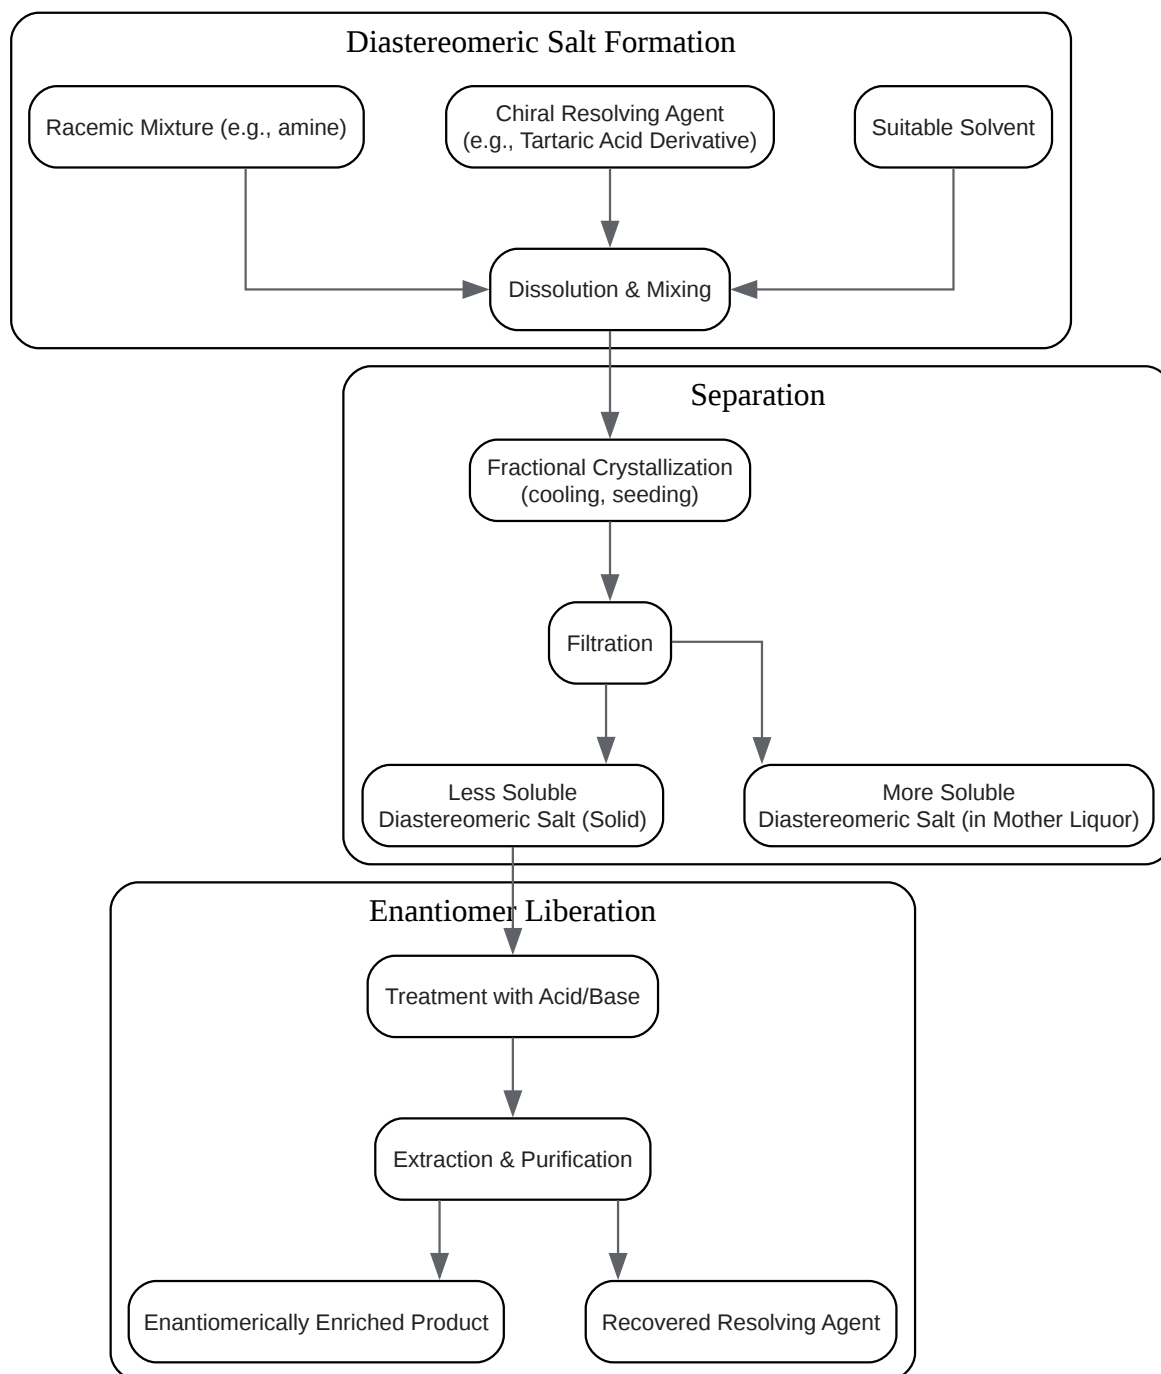 Diastereomeric Salt Formation
Racemic Mixture (e.g., amine)
Chiral Resolving Agent
(e.g., Tartaric Acid Derivative)
Suitable Solvent
Dissolution & Mixing
Separation
Fractional Crystallization
(cooling, seeding)
Filtration
Less Soluble
Diastereomeric Salt (Solid)
More Soluble
Diastereomeric Salt (in Mother Liquor)
Enantiomer Liberation
Treatment with Acid/Base
Extraction & Purification
Enantiomerically Enriched Product
Recovered Resolving Agent